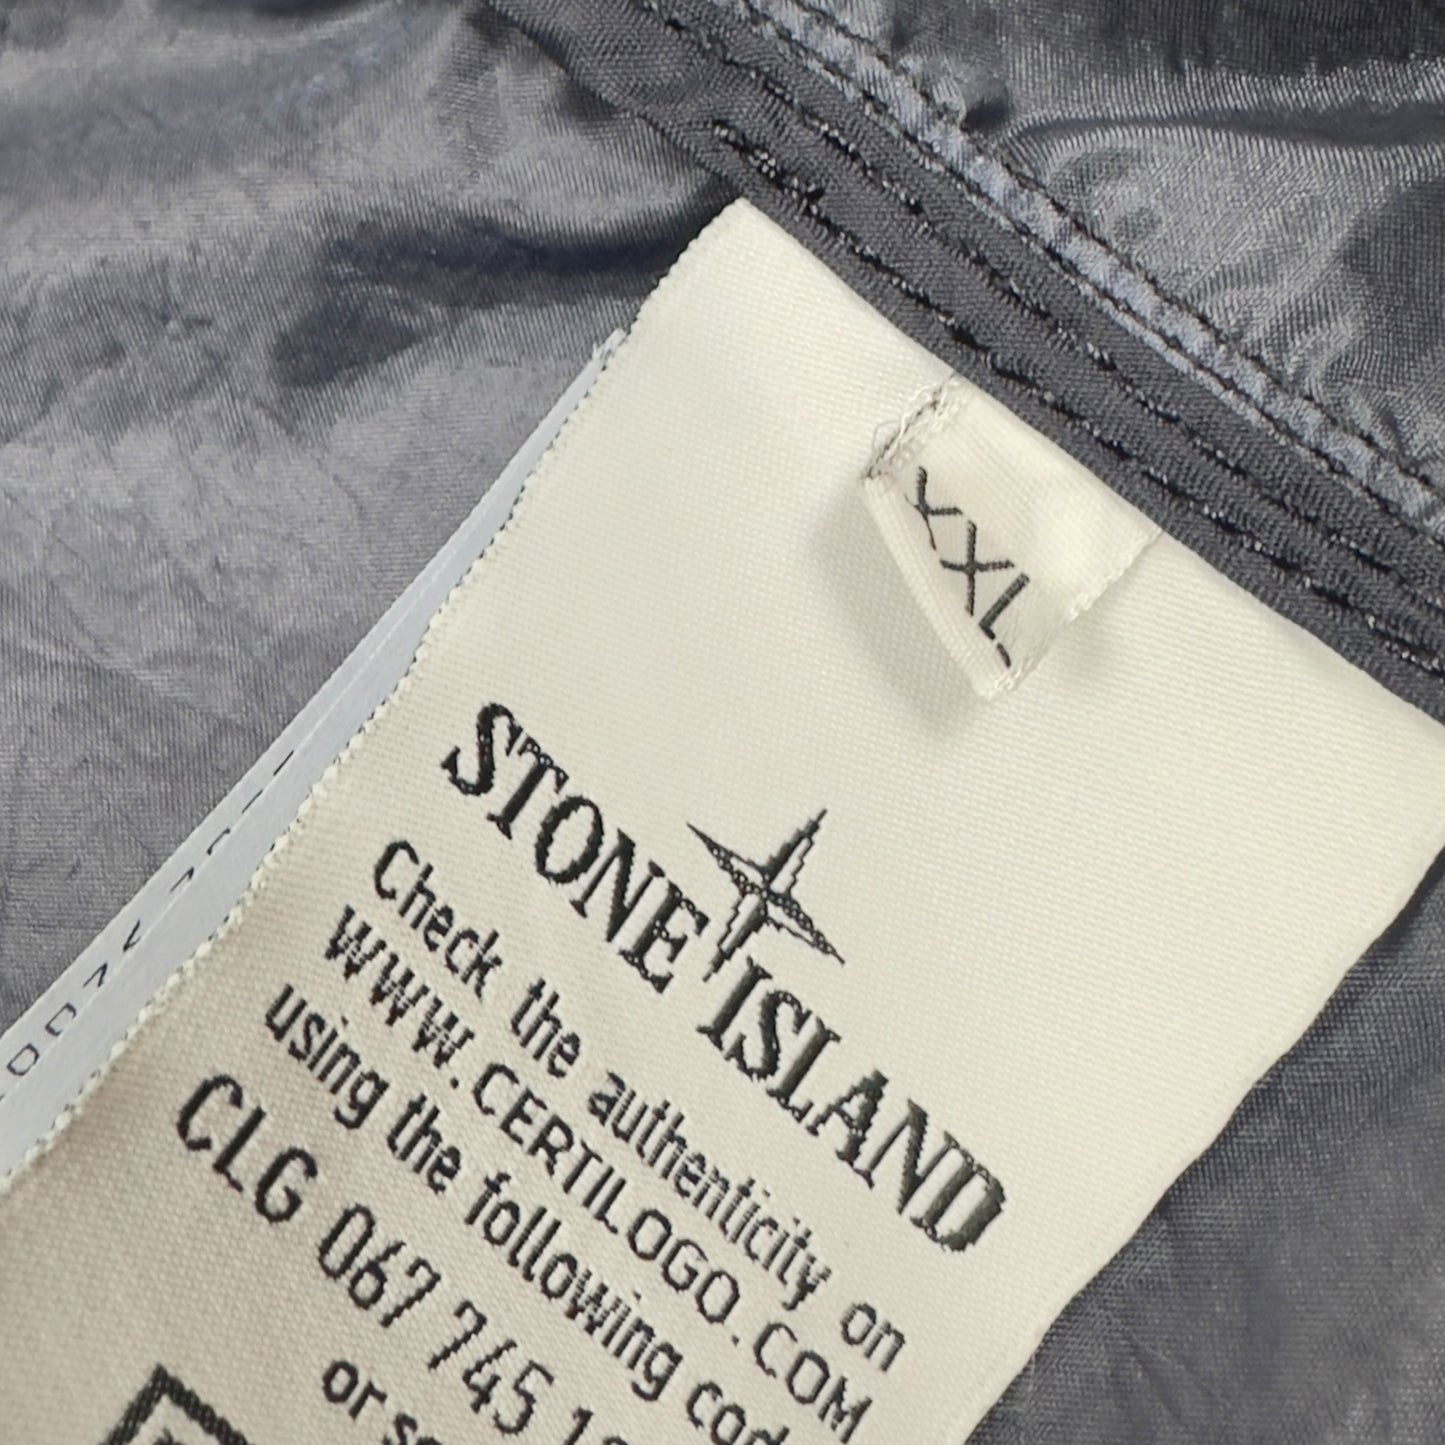 XXL
STONE ISLAND
Check the authenticity on
WWW.CERTILOGO.COM
using the following
CLG 067 745
or